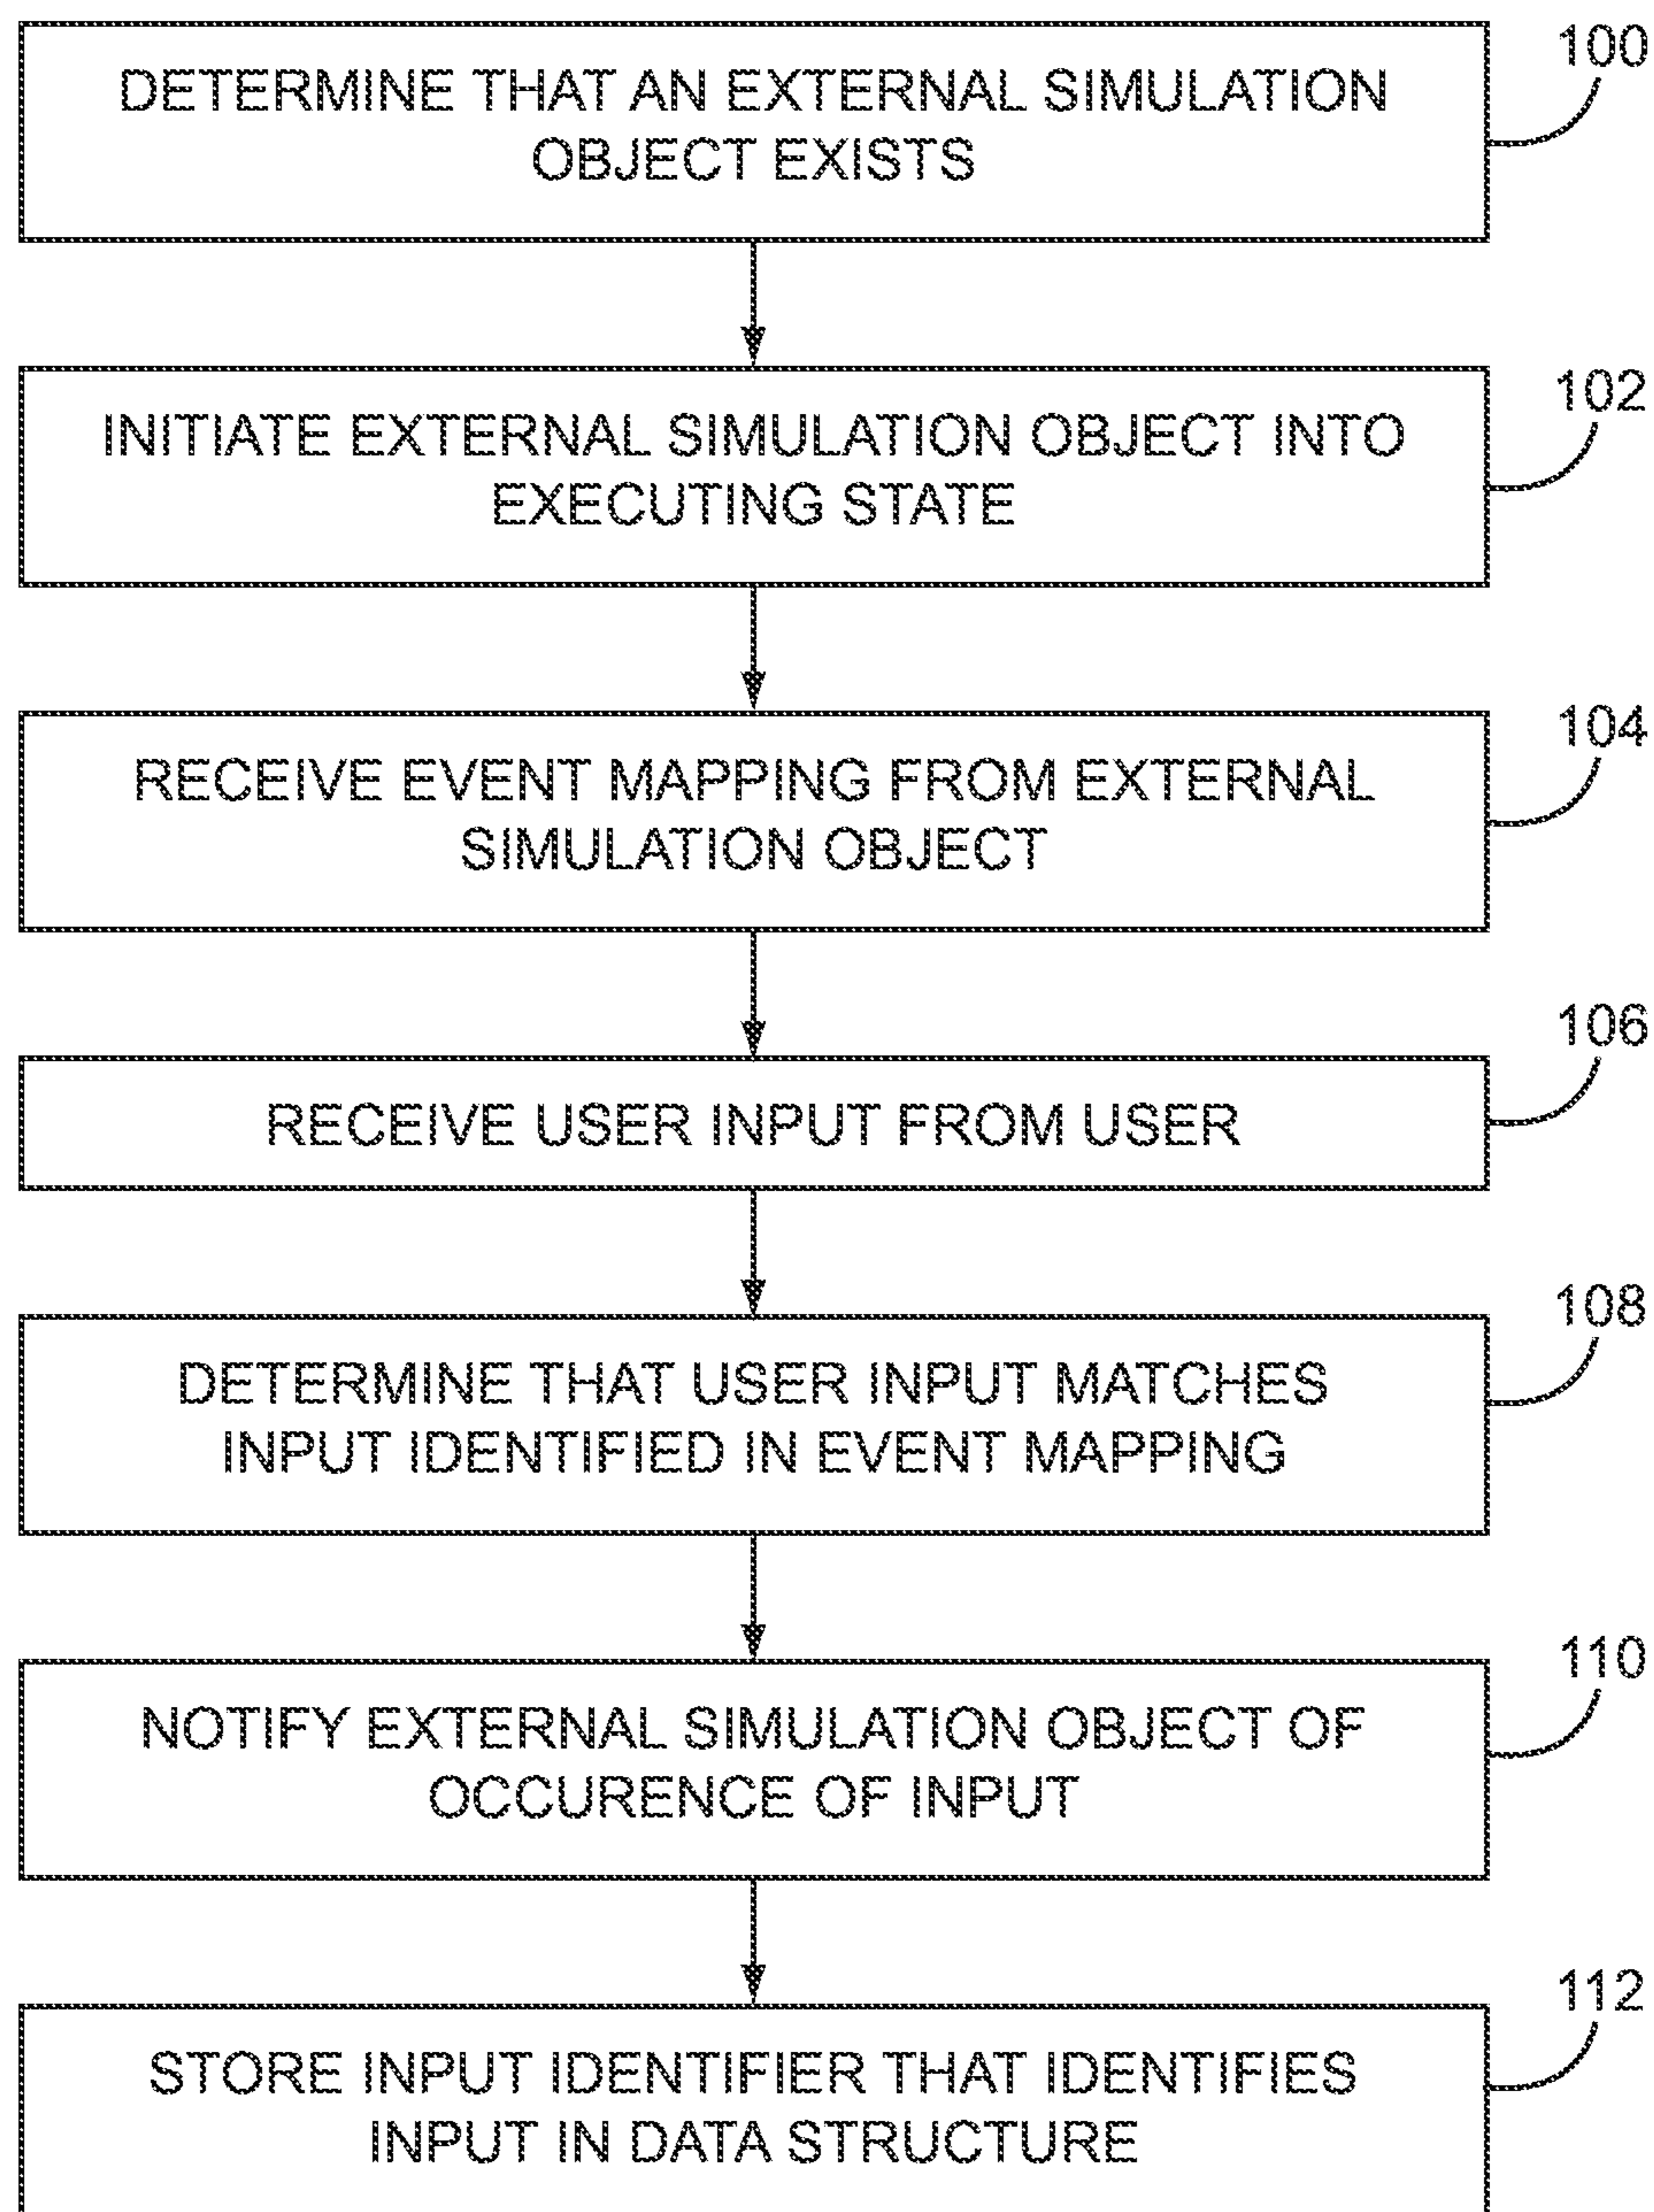 100
DETERMINE THAT AN EXTERNAL SIMULATION
OBJECT EXISTS
102
INITIATE EXTERNAL SIMULATION OBJECT INTO
EXECUTING STATE
104
RECEIVE EVENT MAPPING FROM EXTERNAL
SIMULATION OBJECT
106
RECEIVE USER INPUT FROM USER
108
DETERMINE THAT USER INPUT MATCHES
INPUT IDENTIFIED IN EVENT MAPPING
110
NOTIFY EXTERNAL SIMULATION OBJECT OF
OCCURENCE OF INPUT
112
STORE INPUT IDENTIFIER THAT IDENTIFIES
INPUT IN DATA STRUCTURE